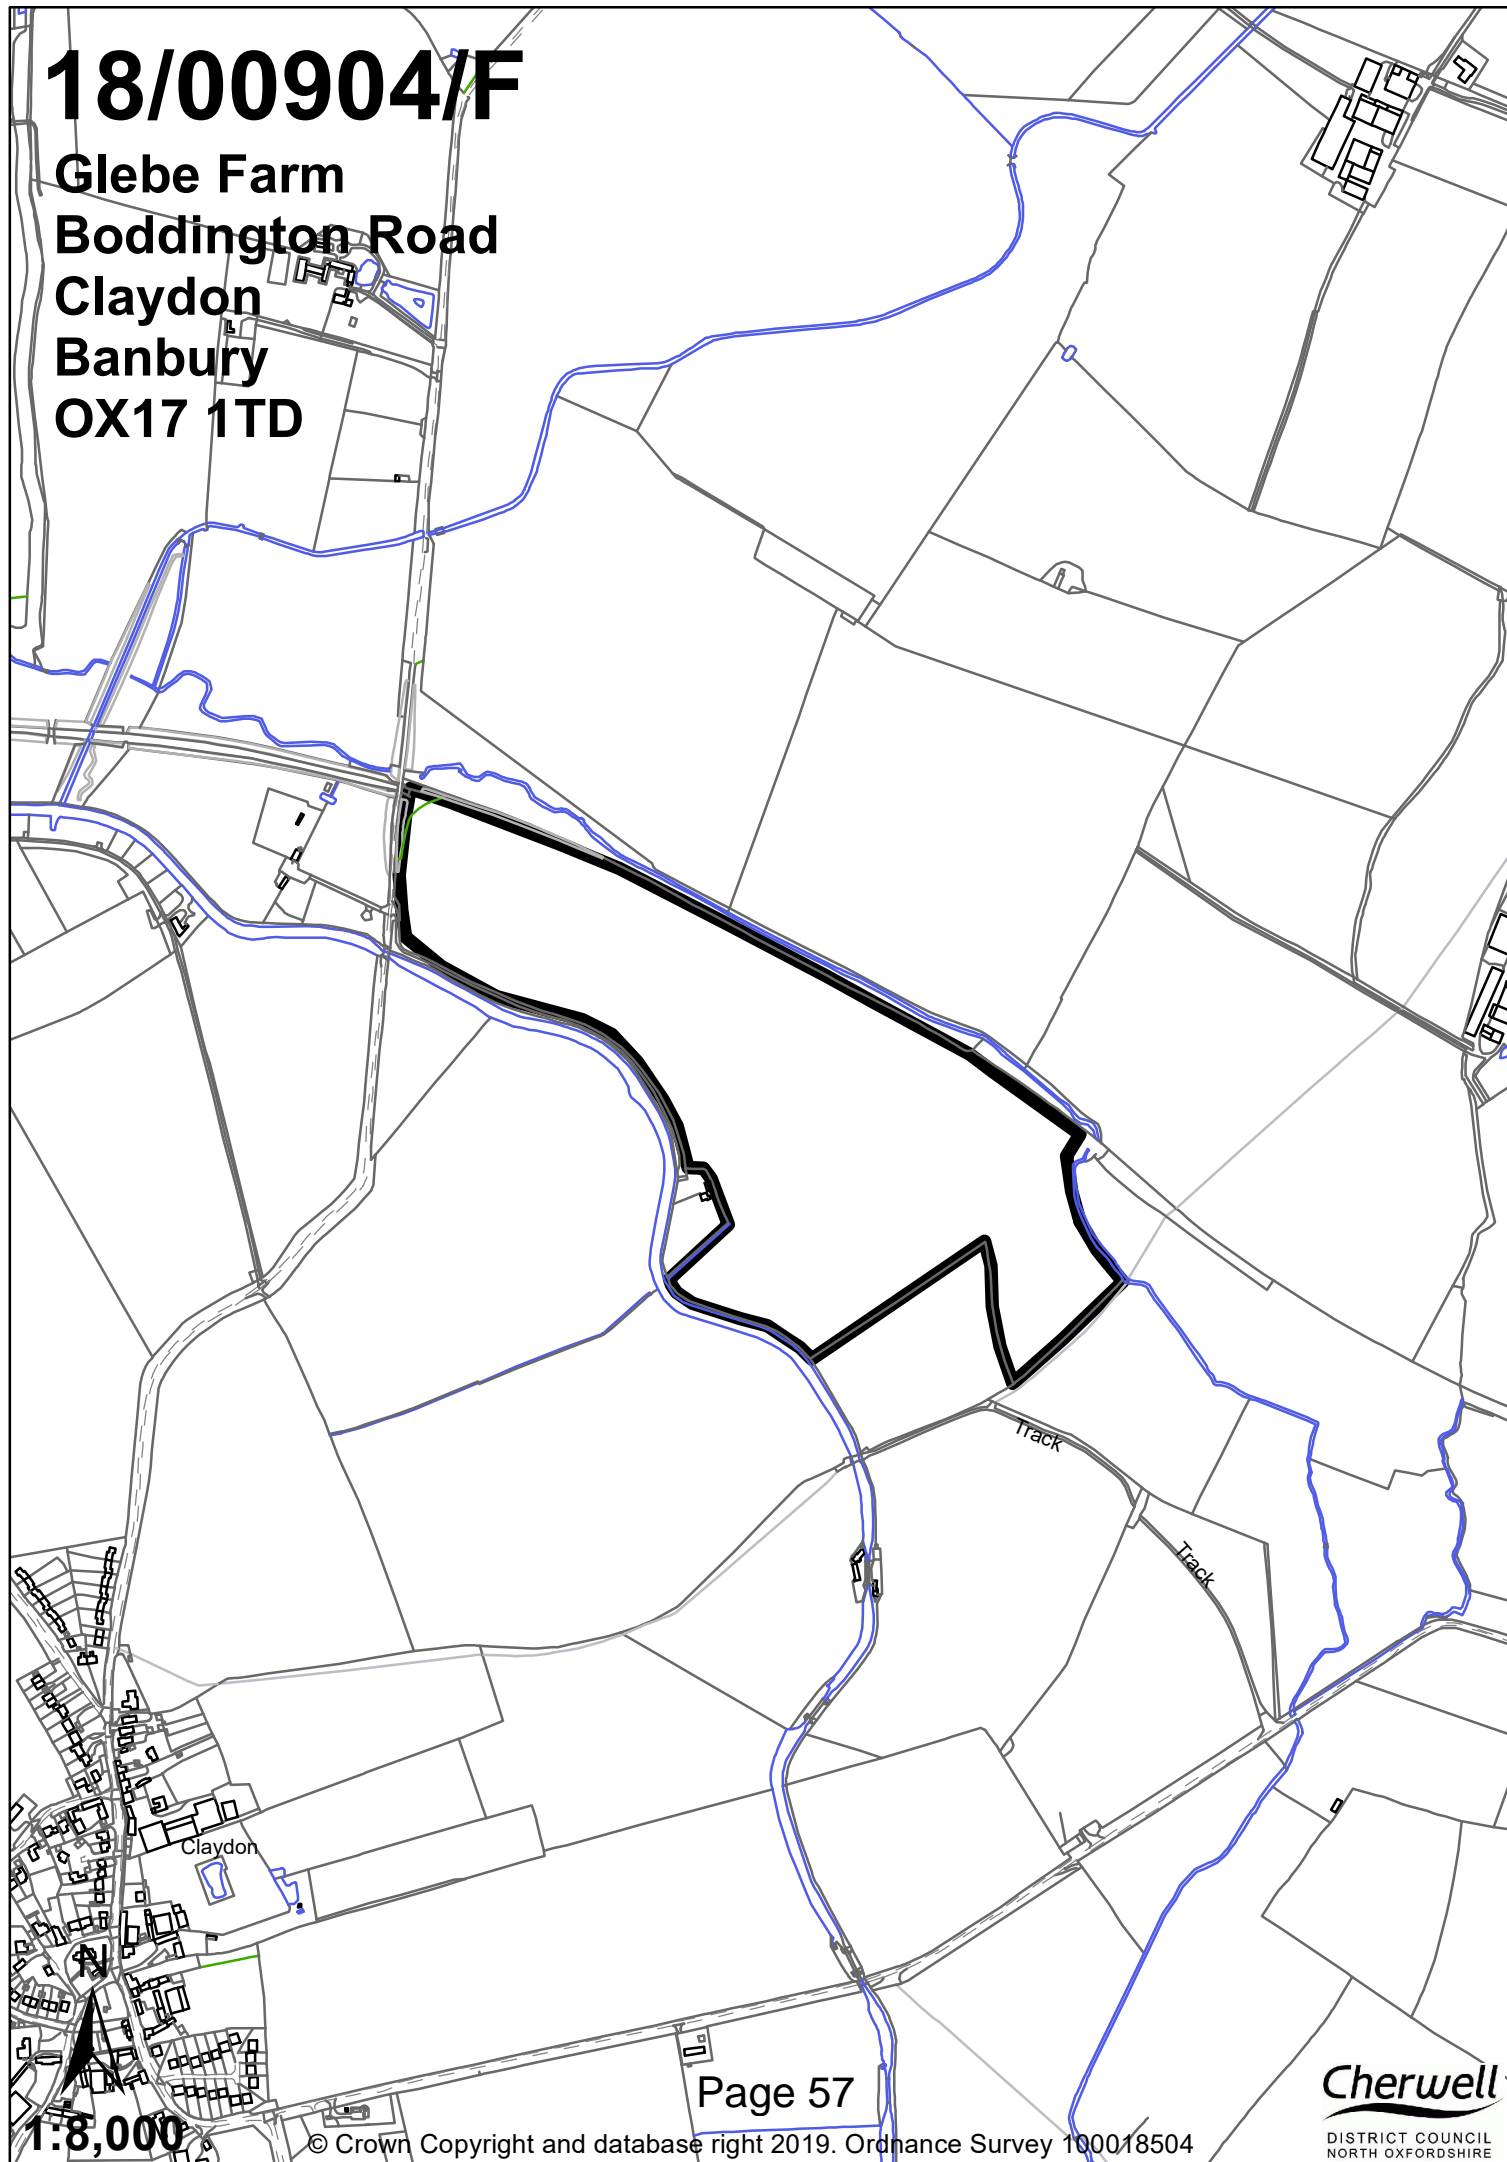 18/00904/F
Glebe Farm
Boddington Road
Claydon
Banbury
OX17 1TD
Track
Track
Claydon
N
Page 57
1:8,000
© Crown Copyright and database right 2019. Ordnance Survey 100018504
Cherwell
DISTRICT COUNCIL
NORTH OXFORDSHIRE